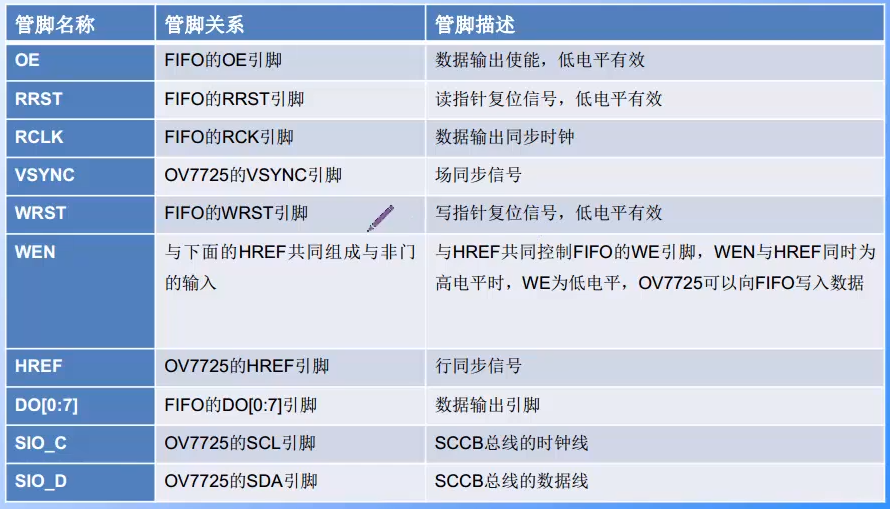 管脚名称 管脚关系 管脚描述
OE FIFO的OE引脚 数据输出使能，低电平有效
RRST FIFO的RRST引脚 读指针复位信号，低电平有效
RCLK FIFO的RCK引脚 数据输出同步时钟
VSYNC OV7725的VSYNC引脚 场同步信号
WRST FIFO的WRST引脚 写指针复位信号，低电平有效
WEN 与下面的HREF共同组成与非门 与HREF共同控制FIFO的WE引脚，WEN与HREF同时为
的输入 高电平时，WE为低电平，OV7725可以向FIFO写入数据
HREF OV7725的HREF引脚 行同步信号
DO[0:7] FIFO的DO[0:7]引脚 数据输出引脚
SIO_C OV7725的SCL引脚 SCCB总线的时钟线
SIO_D OV7725的SDA引脚 SCCB总线的数据线